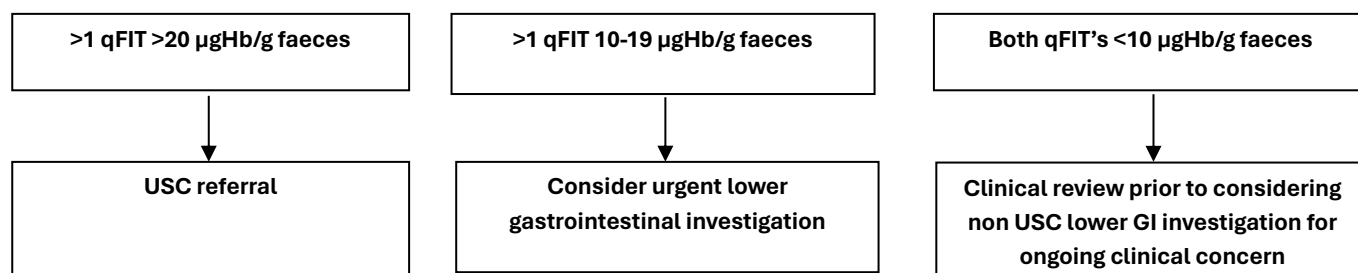 >1 qFIT >20 µgHb/g faeces
>1 qFIT 10-19 µgHb/g faeces
Both qFIT’s <10 µgHb/g faeces
USC referral
Consider urgent lower
gastrointestinal investigation
Clinical review prior to considering
non USC lower GI investigation for
ongoing clinical concern